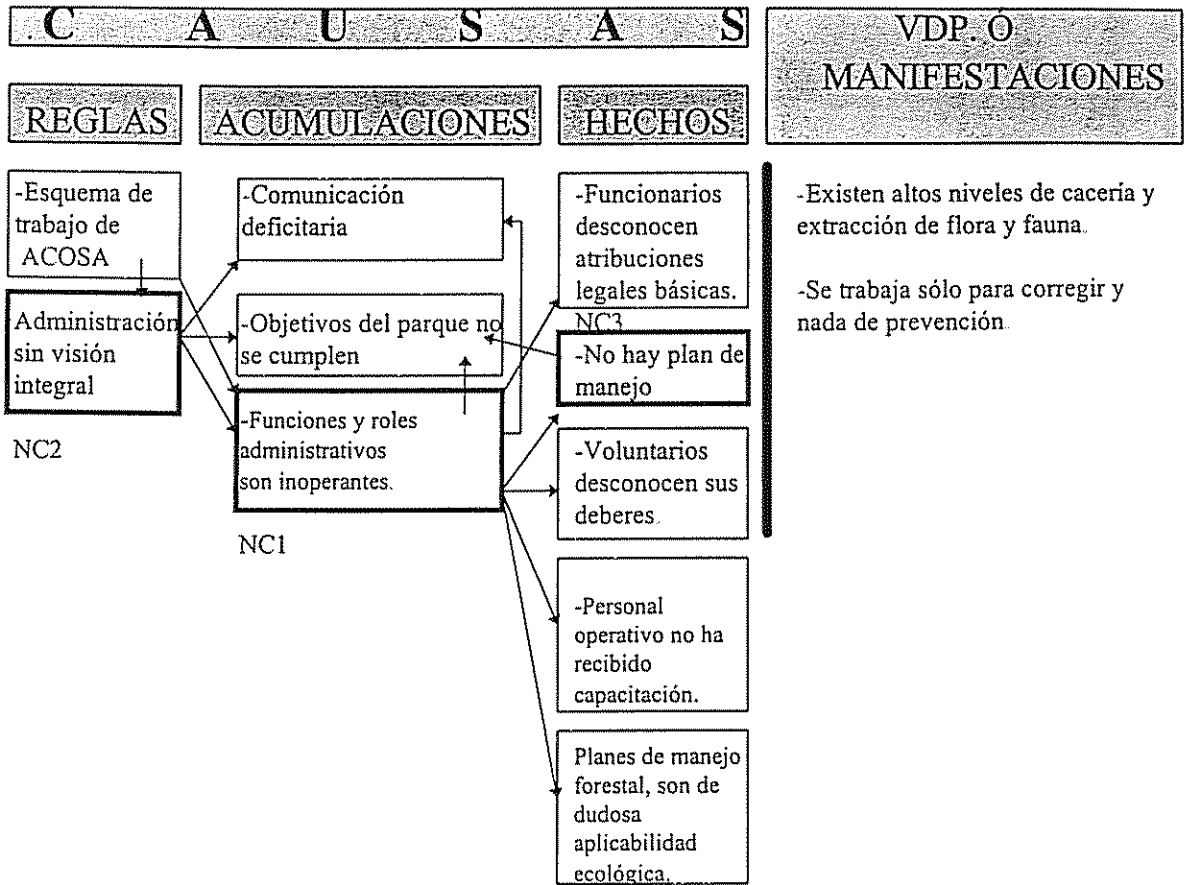 . C A U S A S
VDP. Ó
MANIFESTACIONES
REGLAS
ACUMULACIONES
HECHOS
-Esquema de
trabajo de
ACOSA
Administración
sin visión
integral
NC2
-Comunicación
deficitaria
-Objetivos del parque no
se cumplen
-Funciones y roles
administrativos
son inoperantes.
NC1
-Funcionarios
desconocen
atribuciones
legales básicas.
NC3
-No hay plan de
manejo
-Voluntarios
desconocen sus
deberes.
-Personal
operativo no ha
recibido
capacitación.
Planes de manejo
forestal, son de
dudosa
aplicabilidad
ecológica.
-Existen altos niveles de cacería y
extracción de flora y fauna.
-Se trabaja sólo para corregir y
nada de prevención.